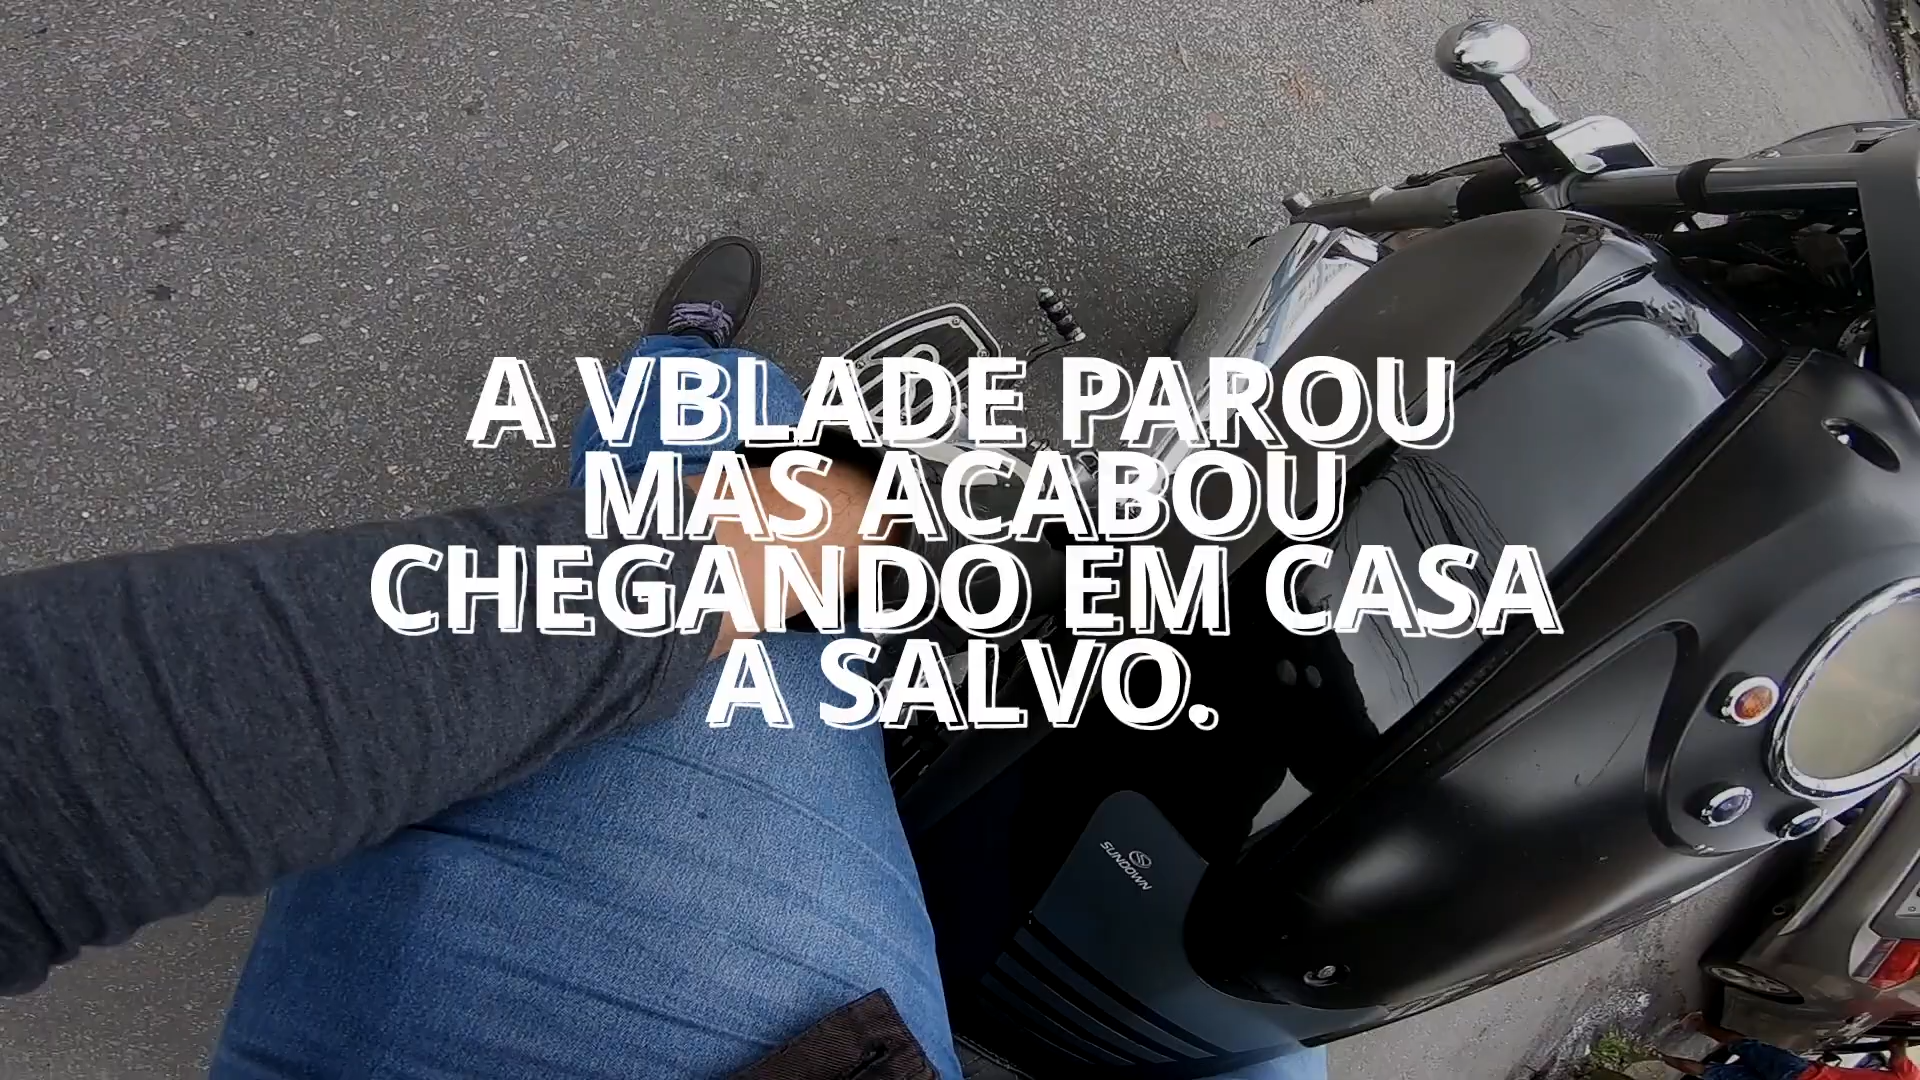 A VBLADE PAROU
MAS ACABOU
CHEGANDO EM CASA
A SALVO.
SUNDOWN